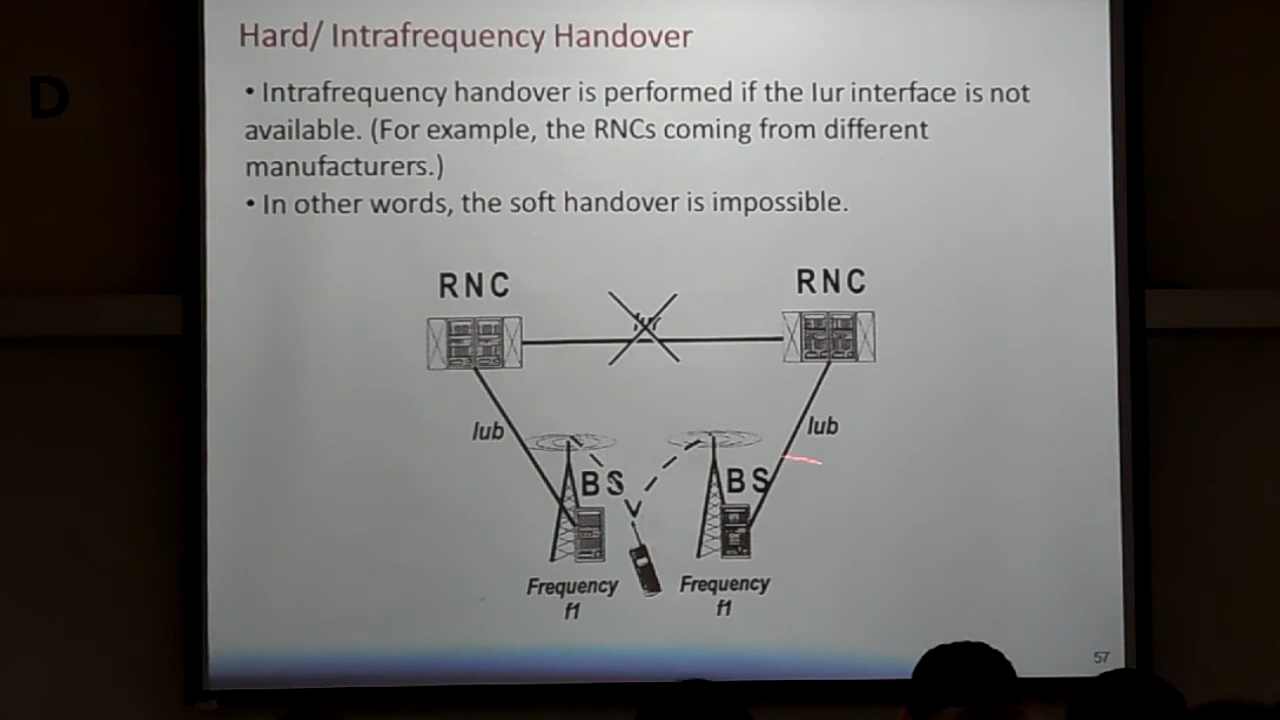 D
Hard/ Intrafrequency Handover
• Intrafrequency handover is performed if the Iur interface is not
available. (For example, the RNCs coming from different
manufacturers.)
• In other words, the soft handover is impossible.
RNC
RNC
Iur
Iub
Iub
BS
BS
Frequency
f1
Frequency
f1
57